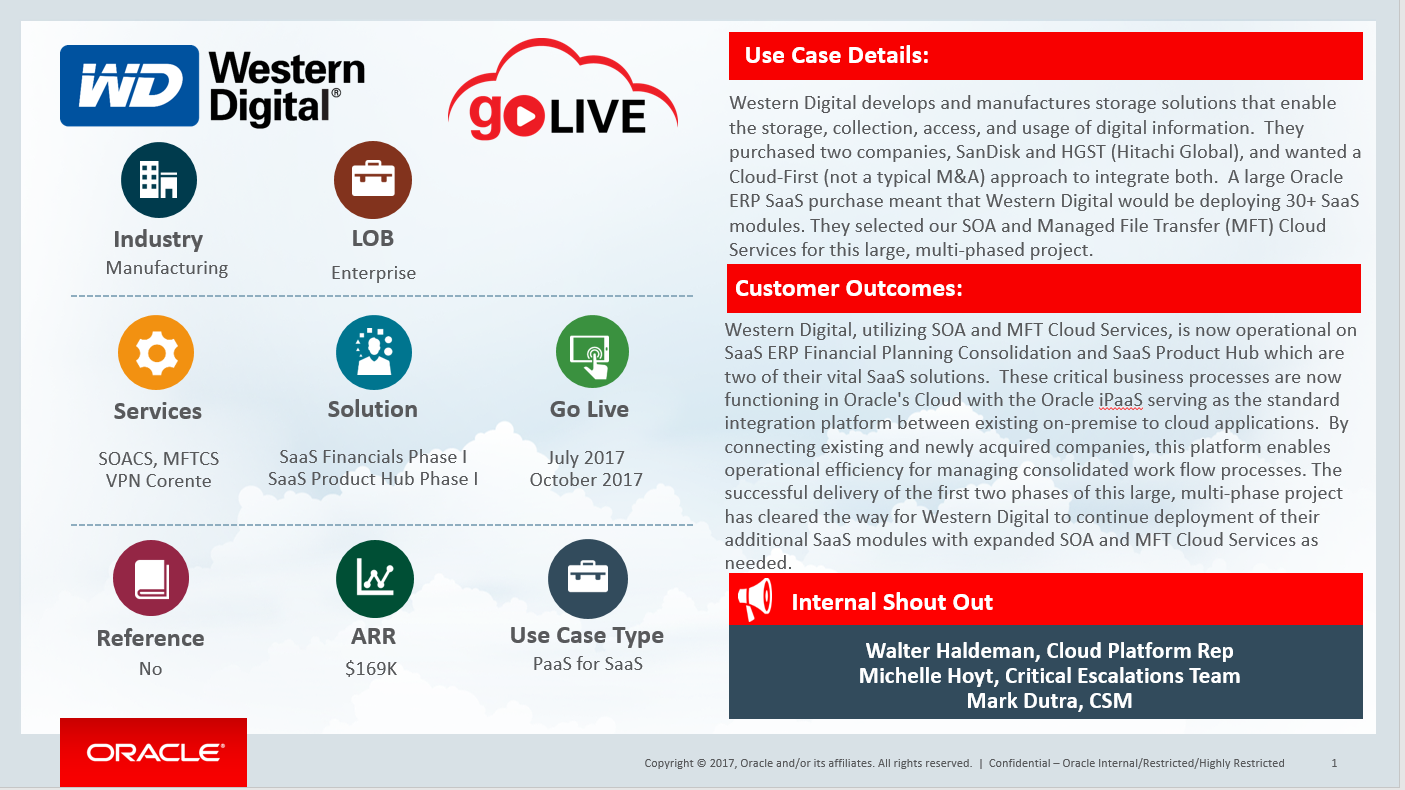 WD Western
Digital®
goLIVE
Industry
Manufacturing
LOB
Enterprise
Services
SOACS, MFTCS
VPN Corente
Solution
SaaS Financials Phase I
SaaS Product Hub Phase I
Go Live
July 2017
October 2017
Reference
No
ARR
$169K
Use Case Type
PaaS for SaaS
Use Case Details:
Western Digital develops and manufactures storage solutions that enable
the storage, collection, access, and usage of digital information.  They
purchased two companies, SanDisk and HGST (Hitachi Global), and wanted a
Cloud-First (not a typical M&A) approach to integrate both.  A large Oracle
ERP SaaS purchase meant that Western Digital would be deploying 30+ SaaS
modules. They selected our SOA and Managed File Transfer (MFT) Cloud
Services for this large, multi-phased project.
Customer Outcomes:
Western Digital, utilizing SOA and MFT Cloud Services, is now operational on
SaaS ERP Financial Planning Consolidation and SaaS Product Hub which are
two of their vital SaaS solutions.  These critical business processes are now
functioning in Oracle's Cloud with the Oracle iPaaS serving as the standard
integration platform between existing on-premise to cloud applications.  By
connecting existing and newly acquired companies, this platform enables
operational efficiency for managing consolidated work flow processes. The
successful delivery of the first two phases of this large, multi-phase project
has cleared the way for Western Digital to continue deployment of their
additional SaaS modules with expanded SOA and MFT Cloud Services as
needed.
Internal Shout Out
Walter Haldeman, Cloud Platform Rep
Michelle Hoyt, Critical Escalations Team
Mark Dutra, CSM
ORACLE®
Copyright © 2017, Oracle and/or its affiliates. All rights reserved.  |  Confidential – Oracle Internal/Restricted/Highly Restricted
1